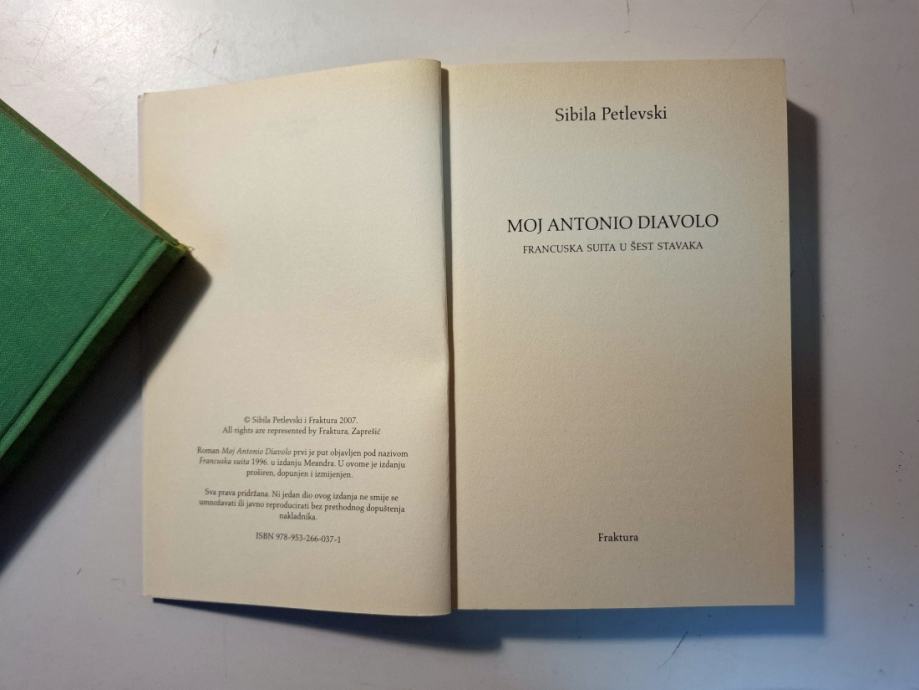 © Sibila Petlevski i Fraktura 2007.
All rights are represented by Fraktura, Zaprešić
Roman Moj Antonio Diavolo prvi je put objavljen pod nazivom
Francuska suita 1996. u izdanju Meandra. U ovome je izdanju
proširen, dopunjen i izmijenjen.
Sva prava pridržana. Ni jedan dio ovog izdanja ne smije se
umnožavati ili javno reproducirati bez prethodnog dopuštenja
nakladnika.
ISBN 978-953-266-037-1
Sibila Petlevski
MOJ ANTONIO DIAVOLO
FRANCUSKA SUITA U ŠEST STAVAKA
Fraktura